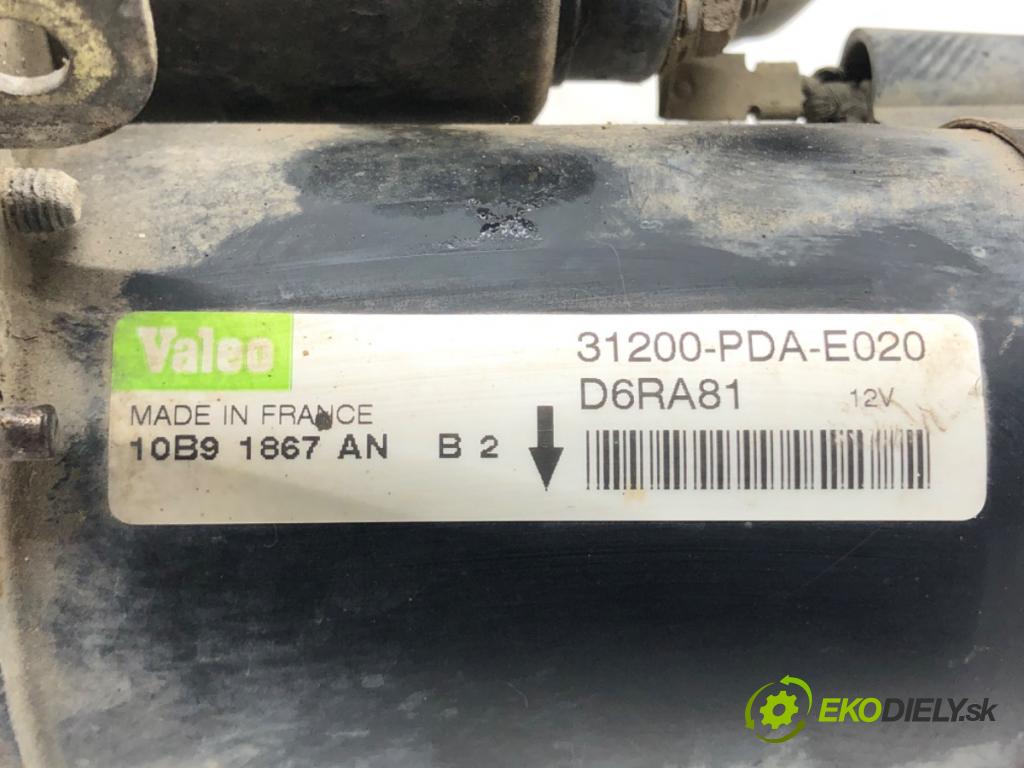 Valeo
31200-PDA-E020
D6RA81 12V
MADE IN FRANCE
10B9 1867 AN B 2
EKODIELY.sk